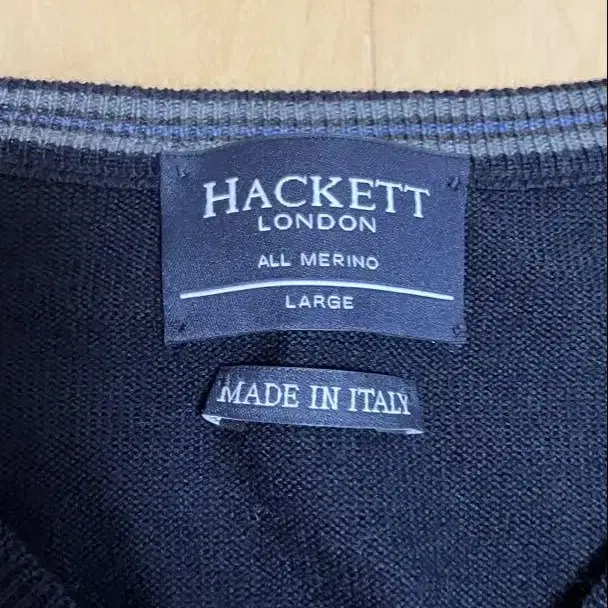 HACKETT
LONDON
ALL MERINO
LARGE
MADE IN ITALY